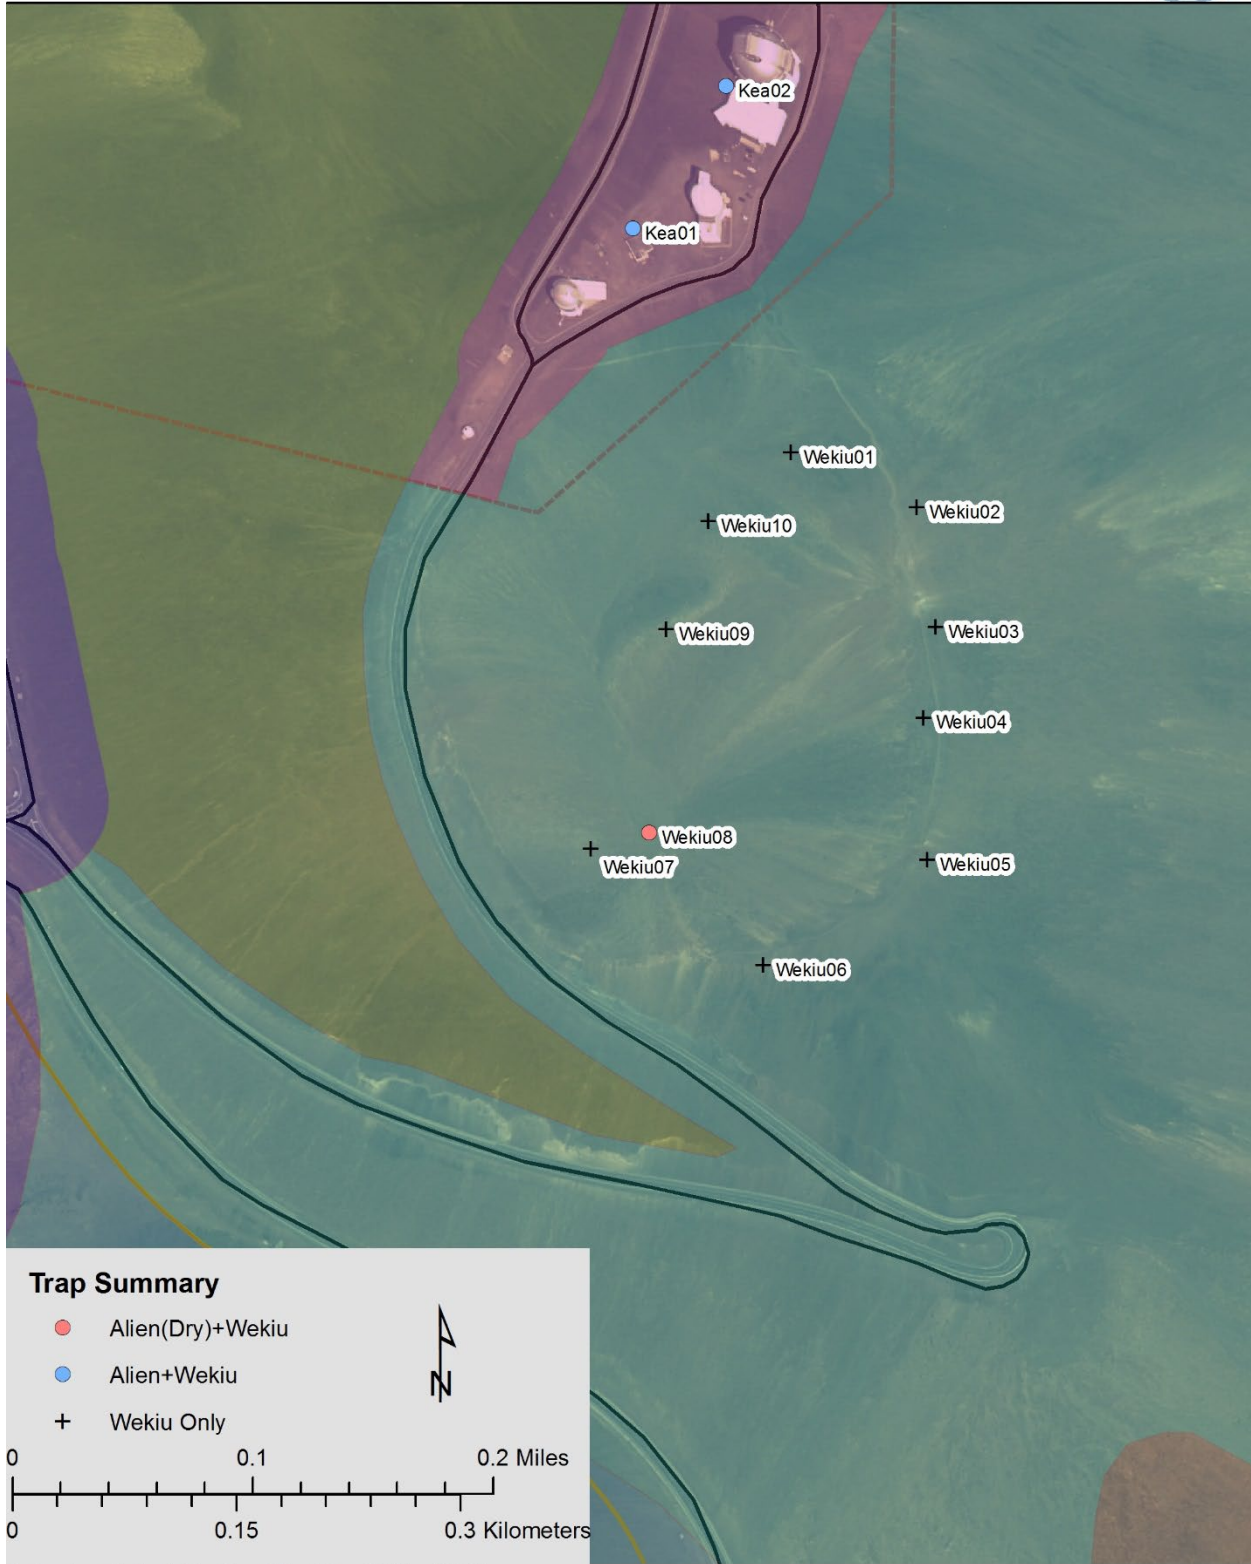 Kea02
Kea01
Wekiu01
Wekiu02
Wekiu10
Wekiu03
Wekiu09
Wekiu04
Wekiu08
Wekiu07
Wekiu05
Wekiu06
Trap Summary
Alien(Dry)+Wekiu
Alien+Wekiu
Wekiu Only
N
0 0.1 0.2 Miles
0 0.15 0.3 Kilometers